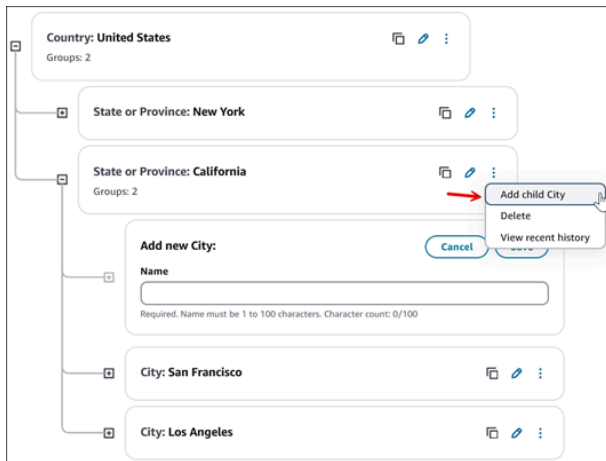 Country: United States
Groups: 2
State or Province: New York
State or Province: California
Groups: 2
Add child City
Delete
View recent history
Add new City:
Cancel
Name
Required. Name must be 1 to 100 characters. Character count: 0/100
City: San Francisco
City: Los Angeles